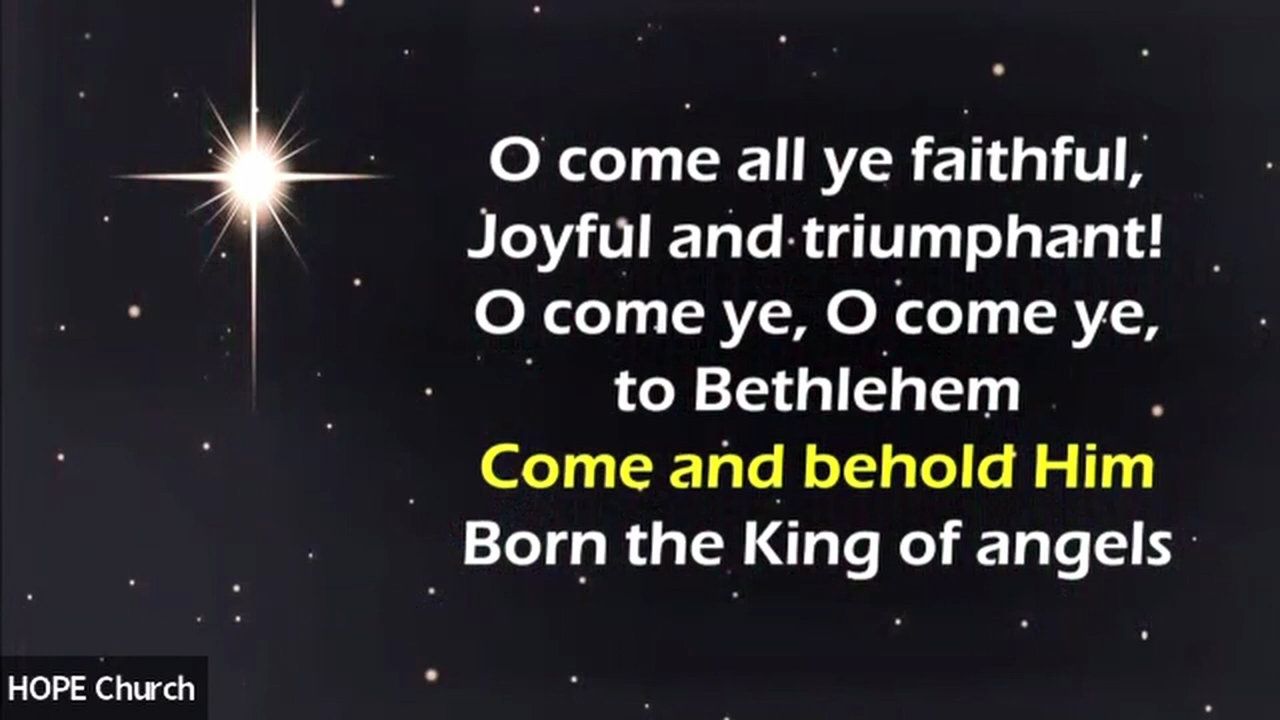 O come all ye faithful,
Joyful and triumphant!
O come ye, O come ye,
to Bethlehem
Come and behold Him
Born the King of angels
HOPE Church